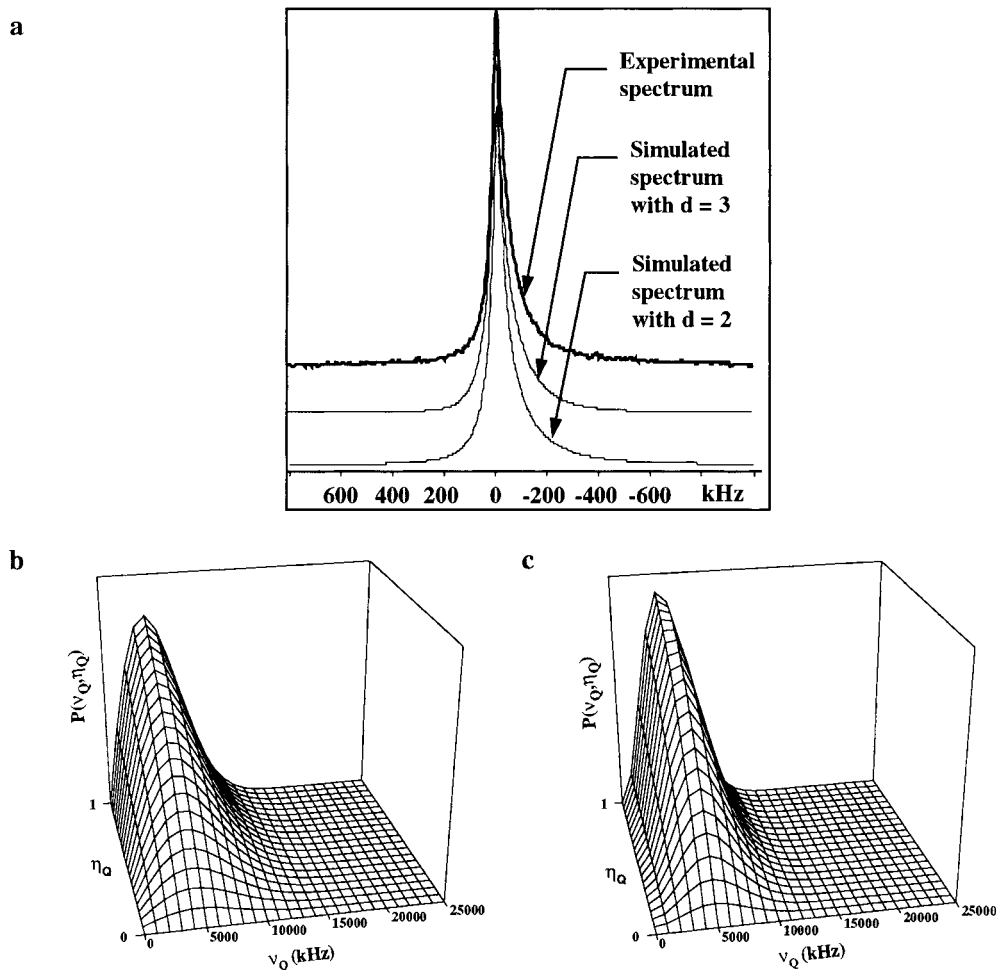 a
Experimental
spectrum
Simulated
spectrum
with d = 3
Simulated
spectrum
with d = 2
600 400 200 0 -200 -400 -600 kHz
b
c
P(νQ,ηQ)
1
ηQ
0
0
5000
10000
15000
20000
25000
νQ (kHz)
P(νQ,ηQ)
1
ηQ
0
0
5000
10000
15000
20000
25000
νQ (kHz)